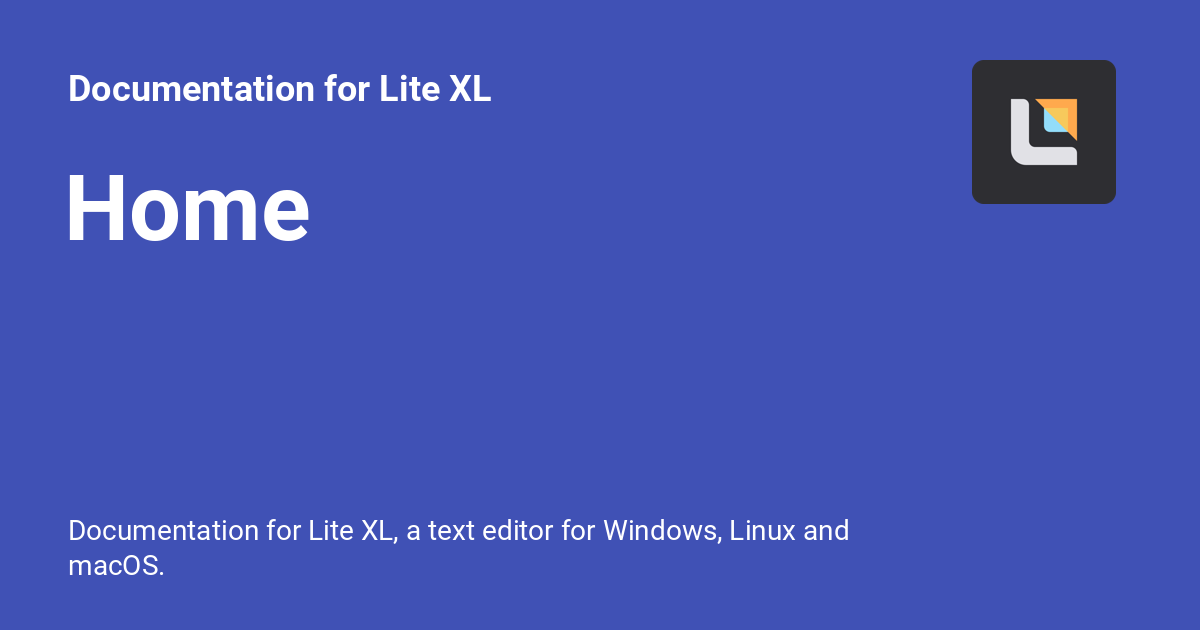 Documentation for Lite XL
Home
Documentation for Lite XL, a text editor for Windows, Linux and
macOS.